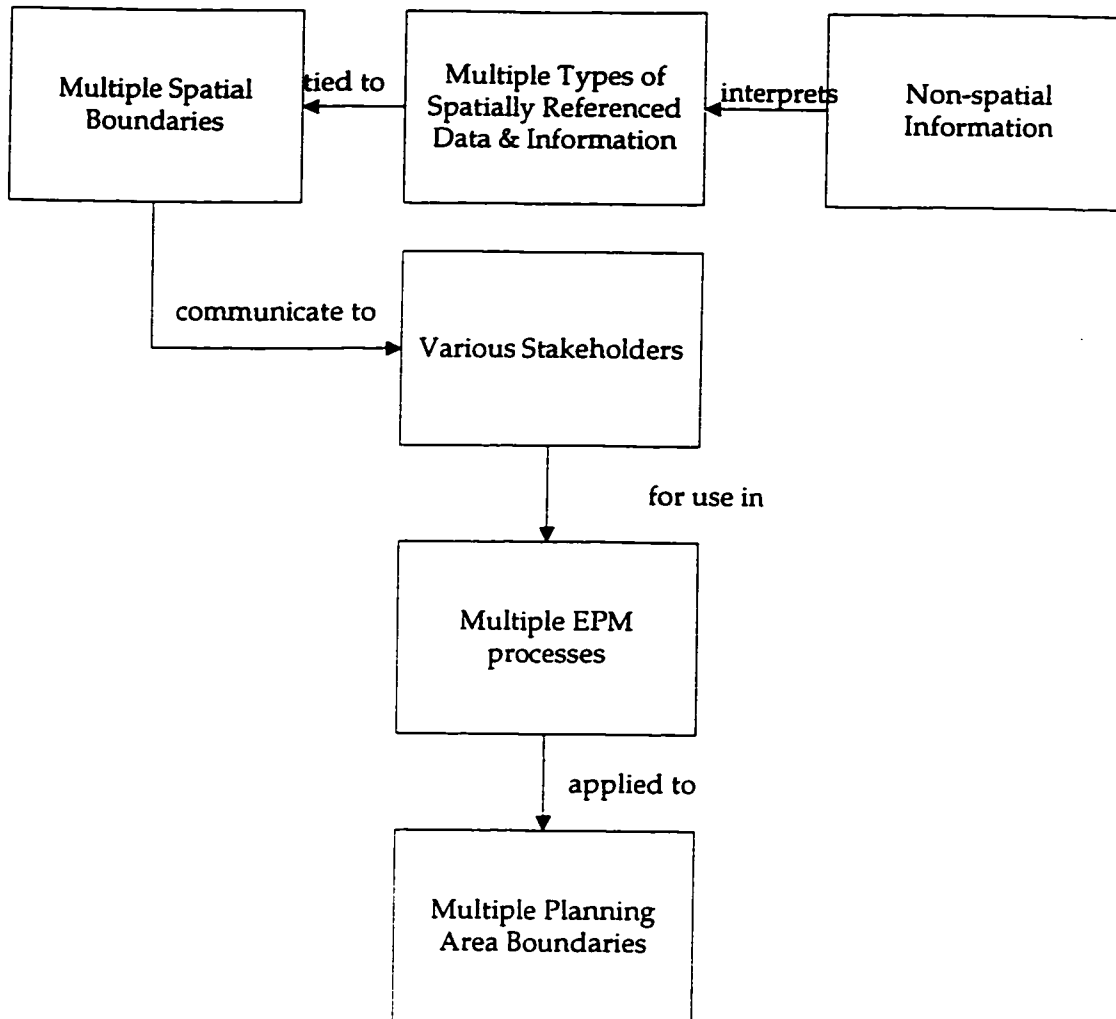 Multiple Spatial
Boundaries
tied to
Multiple Types of
Spatially Referenced
Data & Information
interprets
Non-spatial
Information
communicate to
Various Stakeholders
for use in
Multiple EPM
processes
applied to
Multiple Planning
Area Boundaries